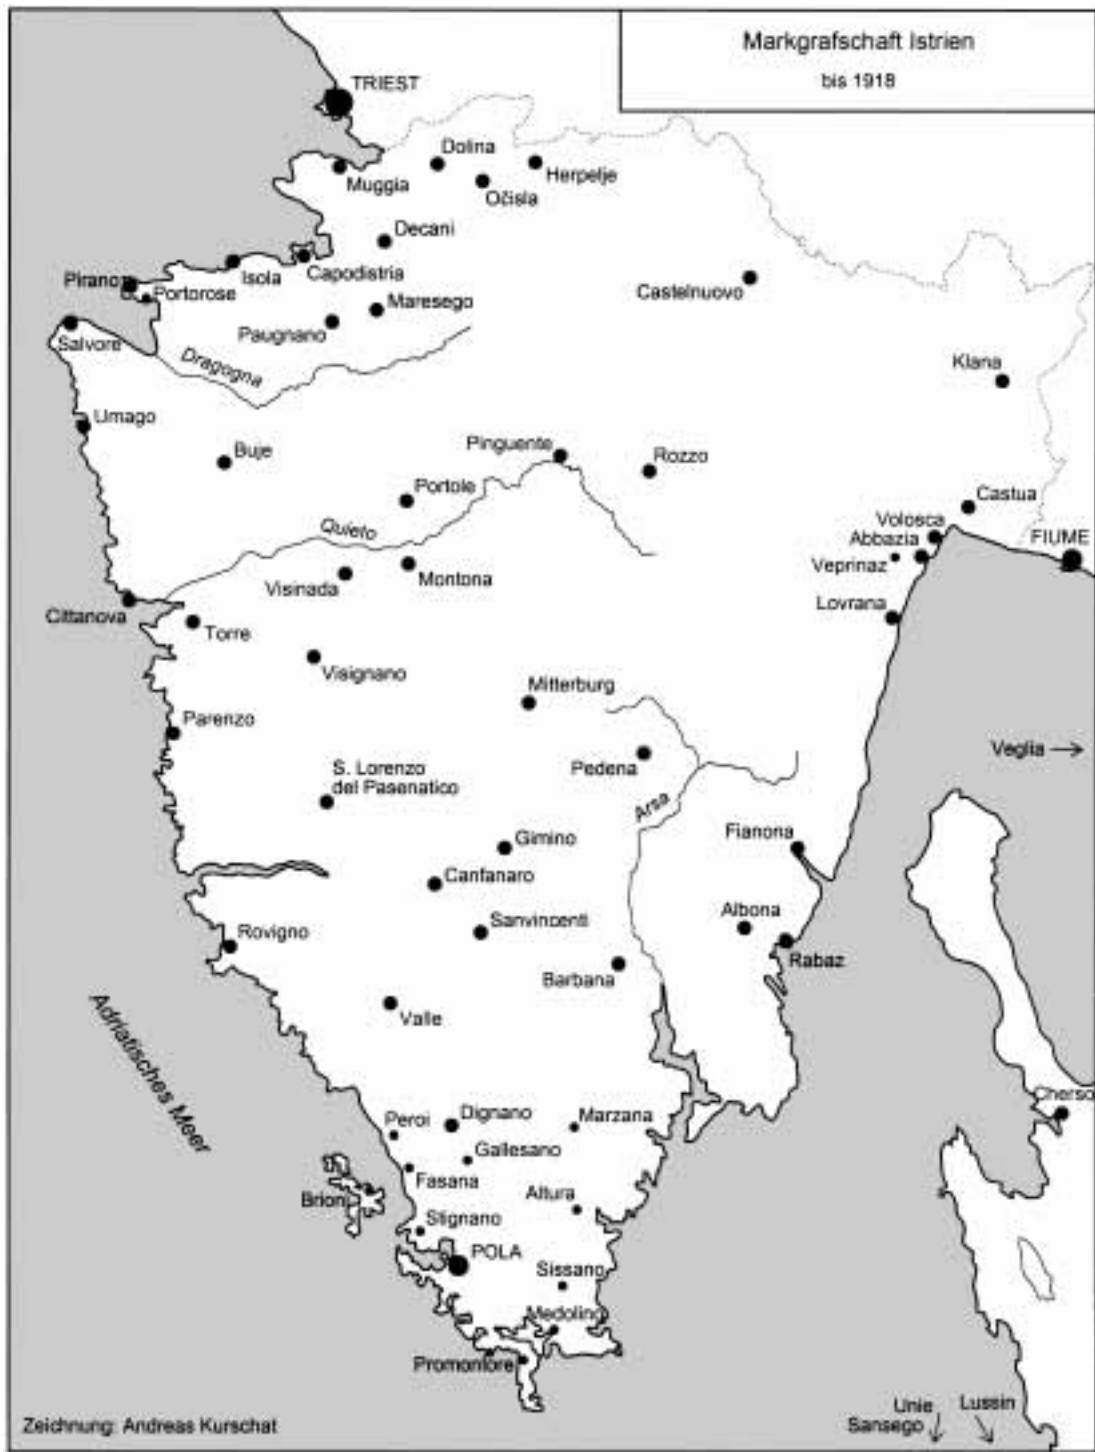 Markgrafschaft Istrien
bis 1918
TRIEST
Dolina
Herpelje
Muggia
Očisla
Decani
Isola
Capodistria
Pirano
Portorose
Castelnuovo
Maresego
Paugnano
Salvore
Dragogna
Klana
Umago
Buje
Pinguente
Rozzo
Portole
Castua
Quieto
Volosca
Abbazia
FIUME
Veprinaz
Visinada
Montona
Cittanova
Lovrana
Torre
Visignano
Mitterburg
Parenzo
Veglia
Pedena
S. Lorenzo
del Pasenatico
Arsa
Gimino
Fianona
Canfanaro
Albona
Rovigno
Sanvincenti
Rabaz
Barbana
Valle
Adriatisches Meer
Cherso
Peroi
Dignano
Marzana
Gallesano
Fasana
Brioni
Altura
Stignano
POLA
Sissano
Medolino
Promontore
Unie
Sansego
Lussin
Zeichnung: Andreas Kurschat